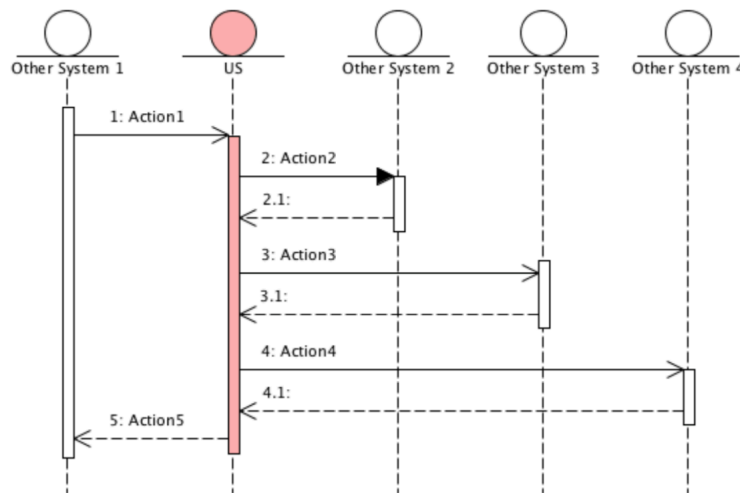 Other System 1
US
Other System 2
Other System 3
Other System 4
1: Action1
2: Action2
2.1:
3: Action3
3.1:
4: Action4
4.1:
5: Action5